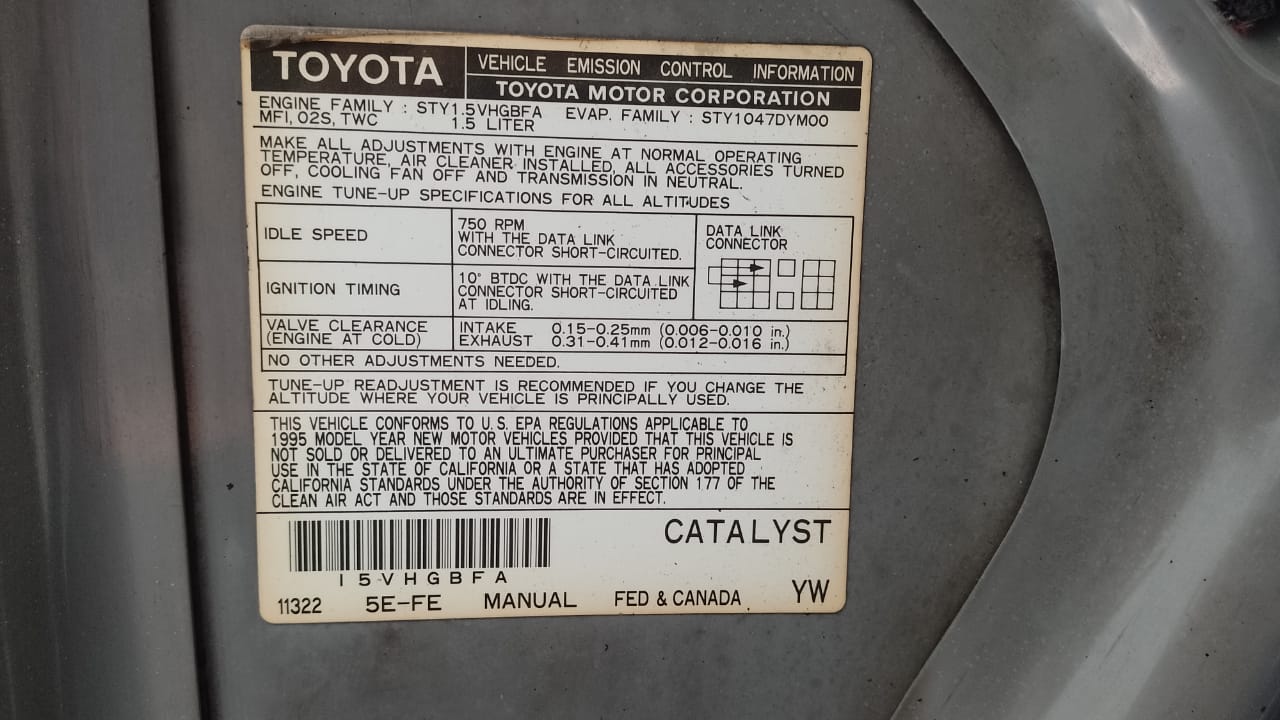 TOYOTA
VEHICLE EMISSION CONTROL INFORMATION
TOYOTA MOTOR CORPORATION
ENGINE FAMILY : STY1.5VHGBFA EVAP. FAMILY : STY1047DYM00
MFI, O2S, TWC 1.5 LITER
MAKE ALL ADJUSTMENTS WITH ENGINE AT NORMAL OPERATING
TEMPERATURE, AIR CLEANER INSTALLED, ALL ACCESSORIES TURNED
OFF, COOLING FAN OFF AND TRANSMISSION IN NEUTRAL.
ENGINE TUNE-UP SPECIFICATIONS FOR ALL ALTITUDES
IDLE SPEED
750 RPM
WITH THE DATA LINK
CONNECTOR SHORT-CIRCUITED.
DATA LINK
CONNECTOR
IGNITION TIMING
10° BTDC WITH THE DATA LINK
CONNECTOR SHORT-CIRCUITED
AT IDLING.
VALVE CLEARANCE
(ENGINE AT COLD)
INTAKE 0.15-0.25mm (0.006-0.010 in.)
EXHAUST 0.31-0.41mm (0.012-0.016 in.)
NO OTHER ADJUSTMENTS NEEDED.
TUNE-UP READJUSTMENT IS RECOMMENDED IF YOU CHANGE THE
ALTITUDE WHERE YOUR VEHICLE IS PRINCIPALLY USED.
THIS VEHICLE CONFORMS TO U.S. EPA REGULATIONS APPLICABLE TO
1995 MODEL YEAR NEW MOTOR VEHICLES PROVIDED THAT THIS VEHICLE IS
NOT SOLD OR DELIVERED TO AN ULTIMATE PURCHASER FOR PRINCIPAL
USE IN THE STATE OF CALIFORNIA OR A STATE THAT HAS ADOPTED
CALIFORNIA STANDARDS UNDER THE AUTHORITY OF SECTION 177 OF THE
CLEAN AIR ACT AND THOSE STANDARDS ARE IN EFFECT.
CATALYST
I5VHGBFA
11322 5E-FE MANUAL FED & CANADA YW